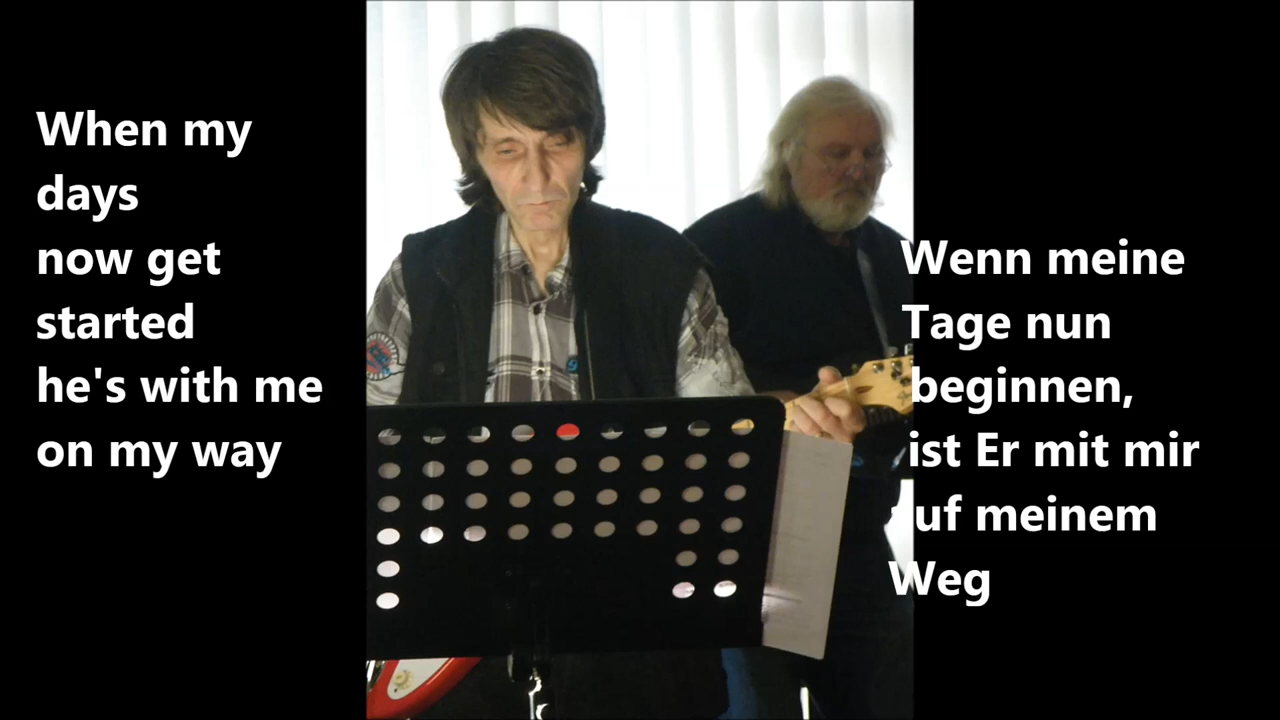 When my
days
now get
started
he's with me
on my way
Wenn meine
Tage nun
beginnen,
ist Er mit mir
auf meinem
Weg